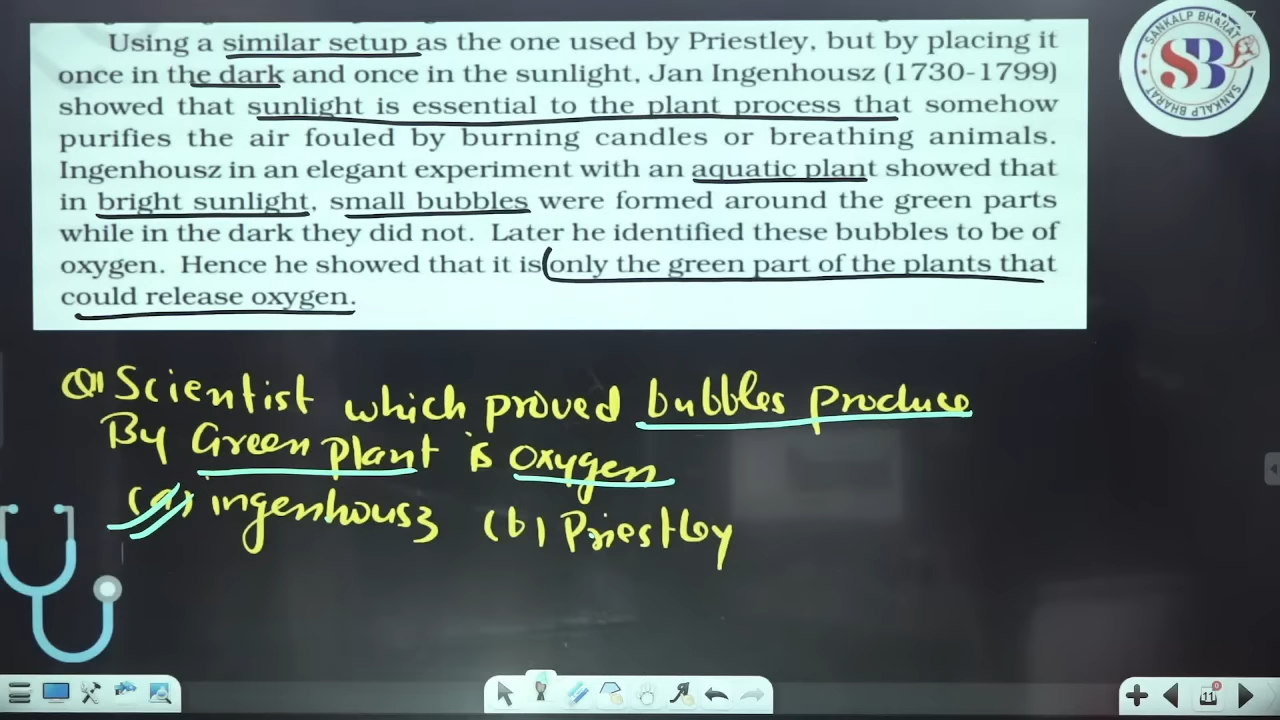 Using a similar setup as the one used by Priestley, but by placing it
once in the dark and once in the sunlight, Jan Ingenhousz (1730-1799)
showed that sunlight is essential to the plant process that somehow
purifies the air fouled by burning candles or breathing animals.
Ingenhousz in an elegant experiment with an aquatic plant showed that
in bright sunlight, small bubbles were formed around the green parts
while in the dark they did not. Later he identified these bubbles to be of
oxygen. Hence he showed that it is only the green part of the plants that
could release oxygen.
SANKALP BHARAT
SB
SANKALP BHARAT
Q1 Scientist which proved bubbles produce
By Green plant is oxygen
(a) ingenhousz (b) Priestley
11